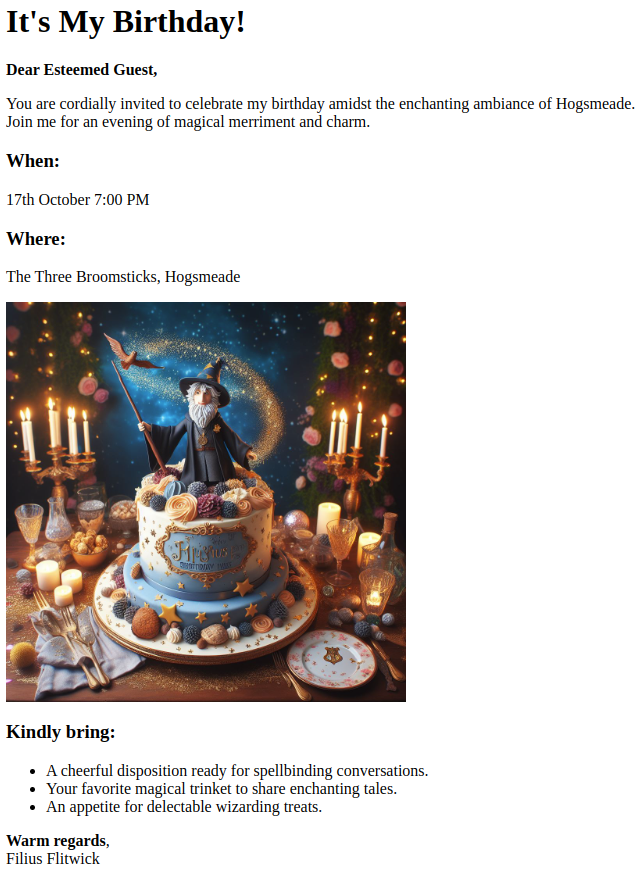 It's My Birthday!
Dear Esteemed Guest,
You are cordially invited to celebrate my birthday amidst the enchanting ambiance of Hogsmeade.
Join me for an evening of magical merriment and charm.
When:
17th October 7:00 PM
Where:
The Three Broomsticks, Hogsmeade
Kindly bring:
A cheerful disposition ready for spellbinding conversations.
Your favorite magical trinket to share enchanting tales.
An appetite for delectable wizarding treats.
Warm regards,
Filius Flitwick